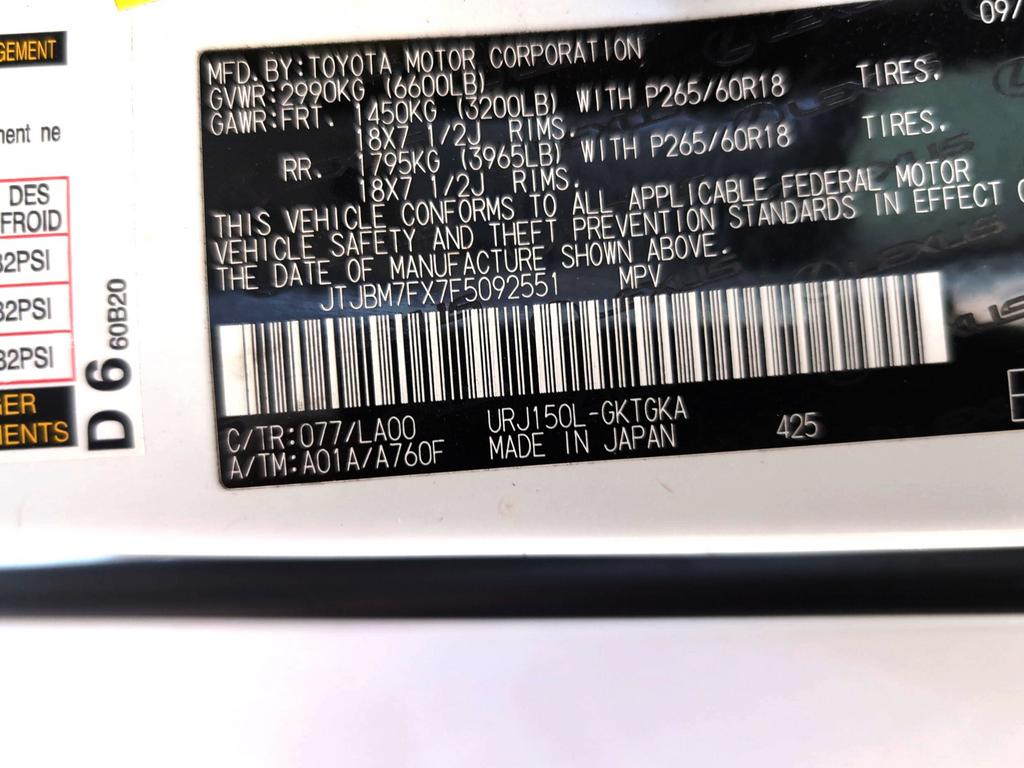 GEMENT
ment ne
DES
FROID
32PSI
32PSI
32PSI
GER
MENTS
D6 60B20
09/
MFD. BY: TOYOTA MOTOR CORPORATION
GVWR: 2990KG (6600LB)
GAWR: FRT. 1450KG (3200LB) WITH P265/60R18 TIRES.
18X7 1/2J RIMS.
RR. 1795KG (3965LB) WITH P265/60R18 TIRES.
18X7 1/2J RIMS.
THIS VEHICLE CONFORMS TO ALL APPLICABLE FEDERAL MOTOR
VEHICLE SAFETY AND THEFT PREVENTION STANDARDS IN EFFECT O
THE DATE OF MANUFACTURE SHOWN ABOVE.
JTJBM7FX7F5092551 MPV
C/TR: 077/LA00 URJ150L-GKTGKA 425
A/TM: A01A/A760F MADE IN JAPAN